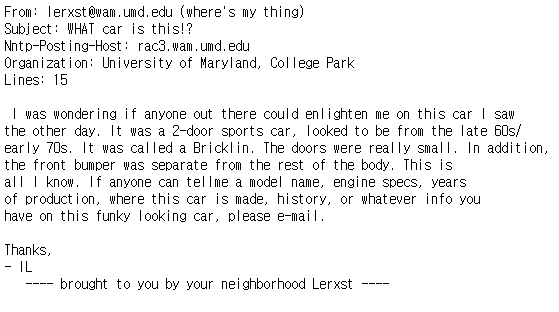 From: lerxst@wam.umd.edu (where's my thing)
Subject: WHAT car is this!?
Nntp-Posting-Host: rac3.wam.umd.edu
Organization: University of Maryland, College Park
Lines: 15

I was wondering if anyone out there could enlighten me on this car I saw
the other day. It was a 2-door sports car, looked to be from the late 60s/
early 70s. It was called a Bricklin. The doors were really small. In addition,
the front bumper was separate from the rest of the body. This is
all I know. If anyone can tellme a model name, engine specs, years
of production, where this car is made, history, or whatever info you
have on this funky looking car, please e-mail.

Thanks,
- IL
---- brought to you by your neighborhood Lerxst ----